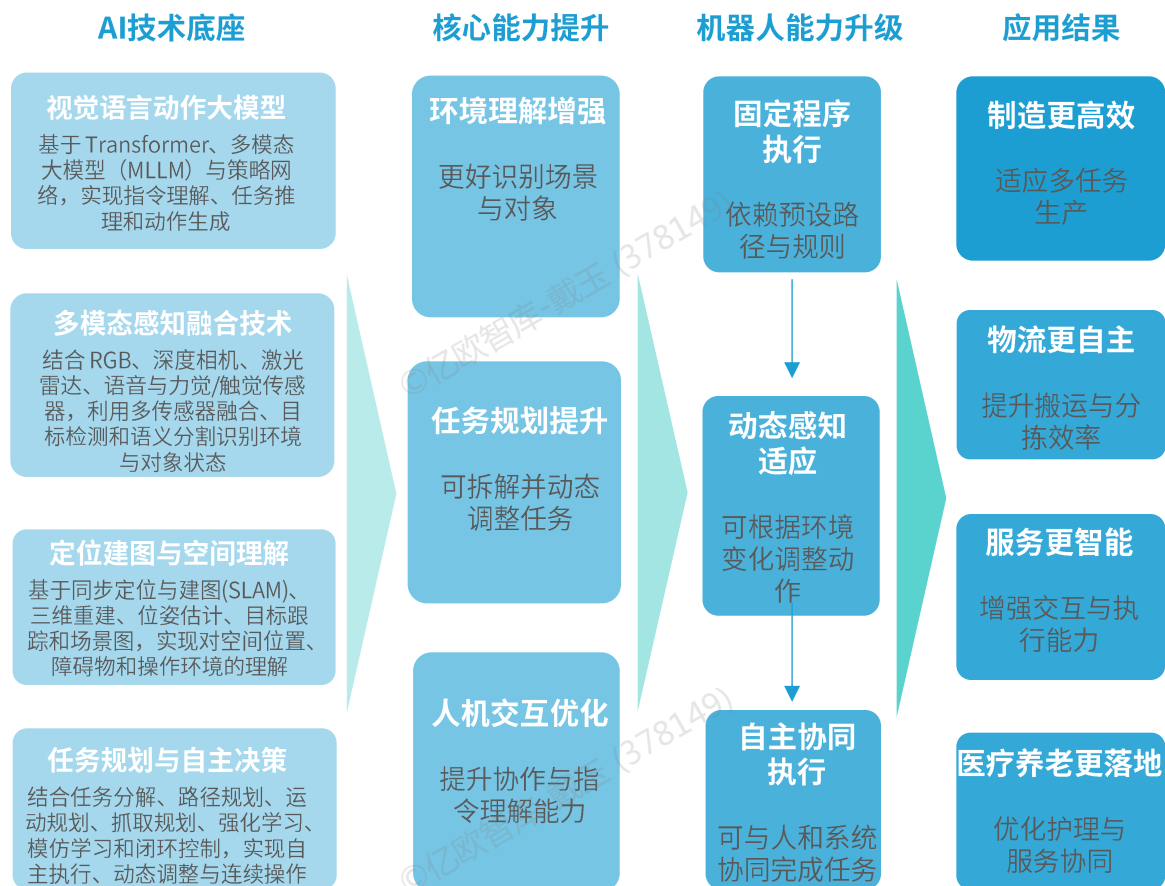 AI技术底座
视觉语言动作大模型
基于 Transformer、多模态
大模型（MLLM）与策略网
络，实现指令理解、任务推
理和动作生成
多模态感知融合技术
结合 RGB、深度相机、激光
雷达、语音与力觉/触觉传感
器，利用多传感器融合、目
标检测和语义分割识别环境
与对象状态
定位建图与空间理解
基于同步定位与建图(SLAM)、
三维重建、位姿估计、目标跟
踪和场景图，实现对空间位置、
障碍物和操作环境的理解
任务规划与自主决策
结合任务分解、路径规划、运
动规划、抓取规划、强化学习、
模仿学习和闭环控制，实现自
主执行、动态调整与连续操作
核心能力提升
环境理解增强
更好识别场景
与对象
任务规划提升
可拆解并动态
调整任务
人机交互优化
提升协作与指
令理解能力
机器人能力升级
固定程序
执行
依赖预设路
径与规则
动态感知
适应
可根据环境
变化调整动
作
自主协同
执行
可与人和系统
协同完成任务
应用结果
制造更高效
适应多任务
生产
物流更自主
提升搬运与分
拣效率
服务更智能
增强交互与执
行能力
医疗养老更落地
优化护理与
服务协同
©亿欧智库-戴玉 (378149)
©亿欧智库-戴玉 (378149)